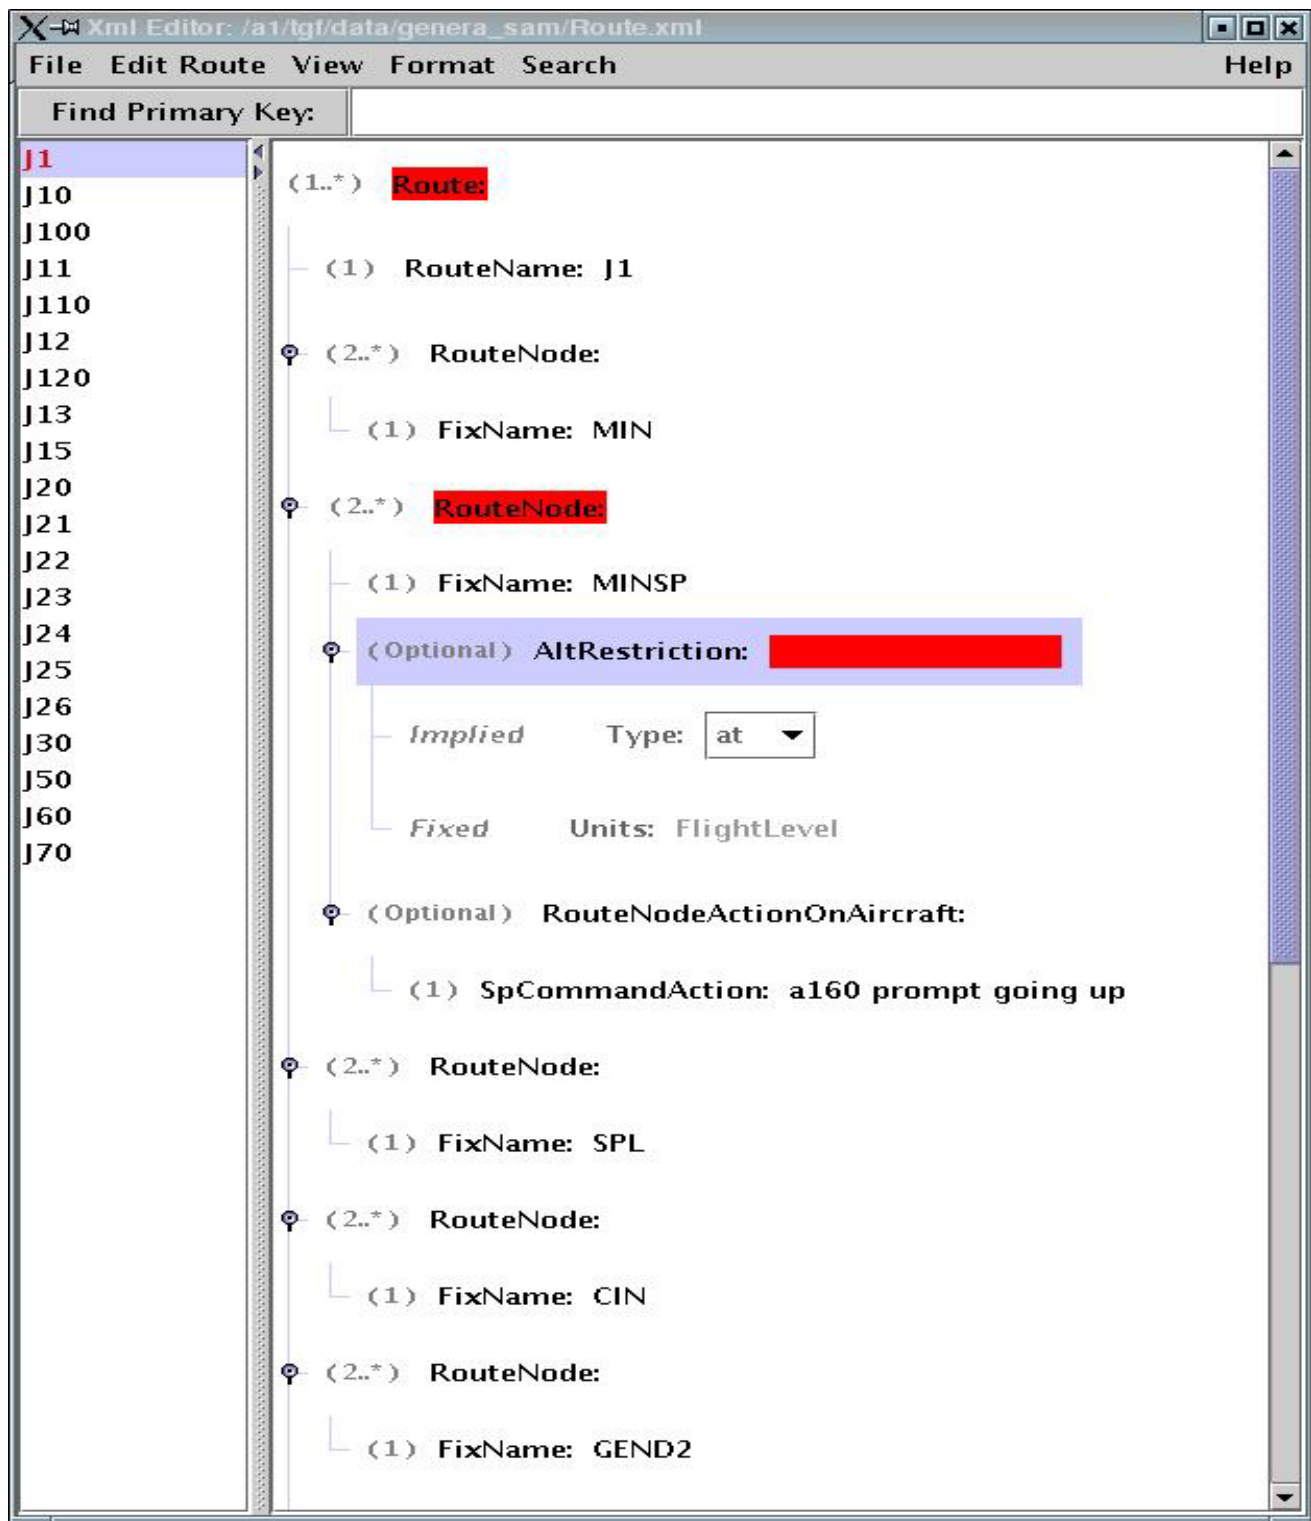 Xml Editor: /a1/tgf/data/genera_sam/Route.xml
File Edit Route View Format Search Help
Find Primary Key:
J1
J10
J100
J11
J110
J12
J120
J13
J15
J20
J21
J22
J23
J24
J25
J26
J30
J50
J60
J70
(1..*) Route:
(1) RouteName: J1
(2..*) RouteNode:
(1) FixName: MIN
(2..*) RouteNode:
(1) FixName: MINSP
(Optional) AltRestriction:
Implied Type: at
Fixed Units: FlightLevel
(Optional) RouteNodeActionOnAircraft:
(1) SpCommandAction: a160 prompt going up
(2..*) RouteNode:
(1) FixName: SPL
(2..*) RouteNode:
(1) FixName: CIN
(2..*) RouteNode:
(1) FixName: GEND2